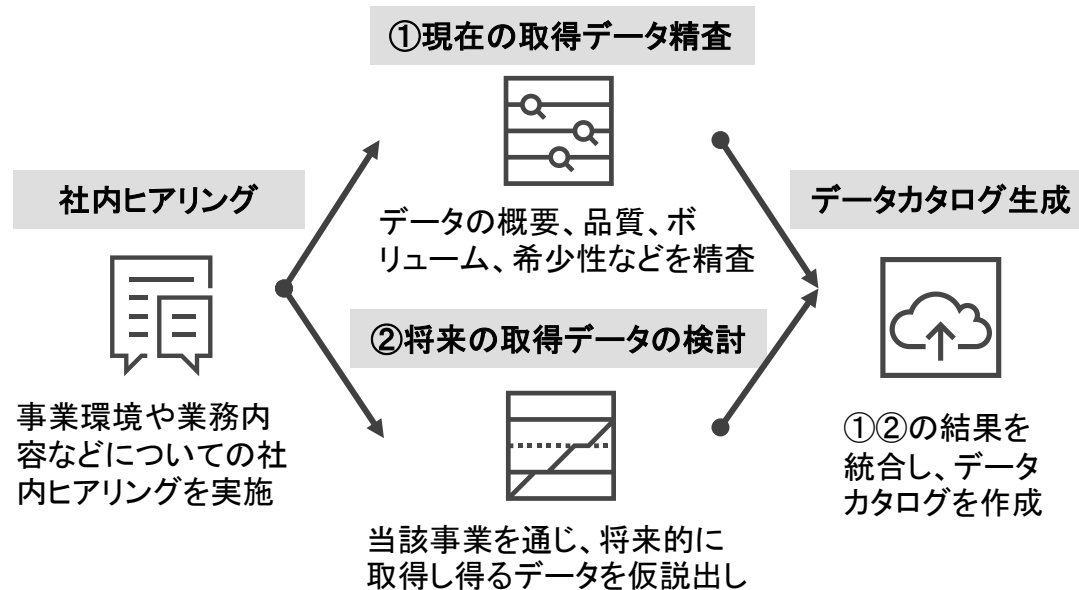 社内ヒアリング
事業環境や業務内
容などについての社
内ヒアリングを実施
①現在の取得データ精査
データの概要、品質、ボ
リューム、希少性などを精査
②将来の取得データの検討
当該事業を通じ、将来的に
取得し得るデータを仮説出し
データカタログ生成
①②の結果を
統合し、データ
カタログを作成